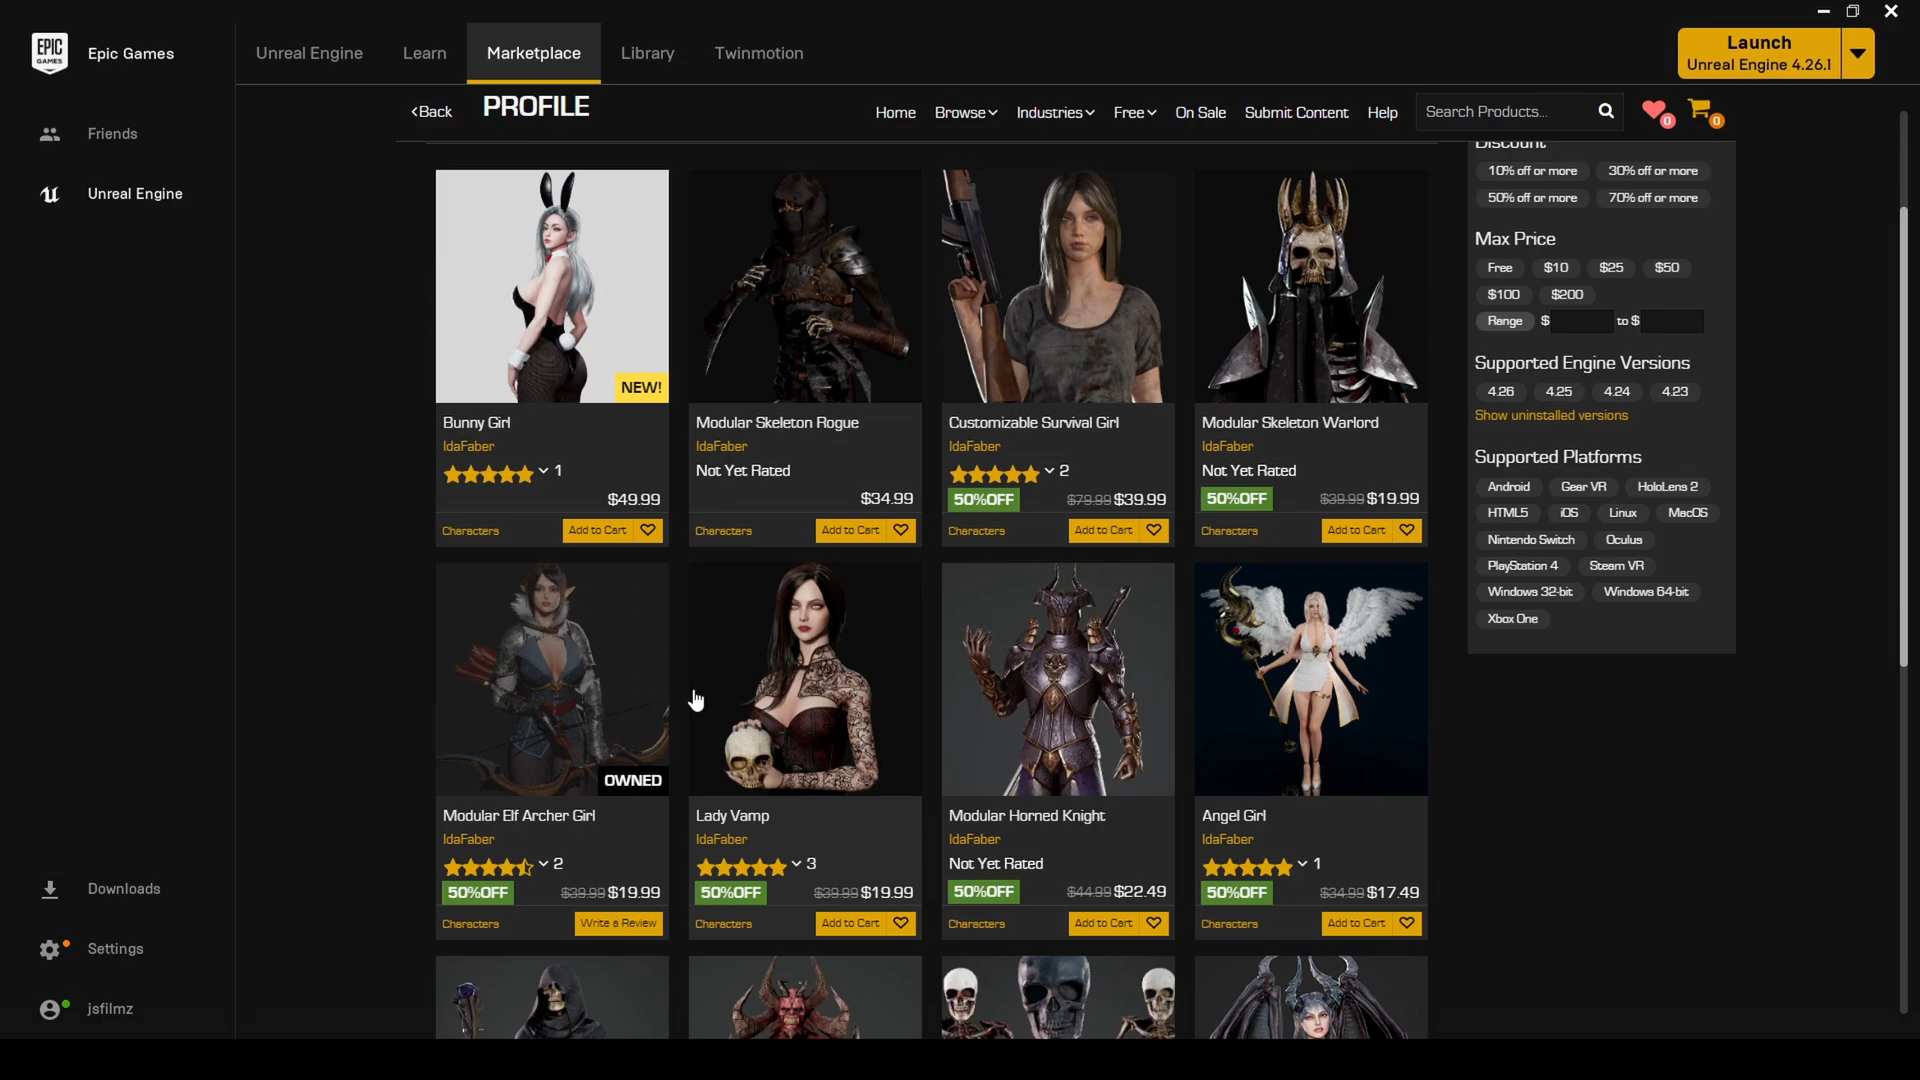 EPIC GAMES
Epic Games
Unreal Engine
Learn
Marketplace
Library
Twinmotion
Launch
Unreal Engine 4.26.1
Friends
Unreal Engine
Downloads
Settings
jsfilmz
Back
PROFILE
Home
Browse
Industries
Free
On Sale
Submit Content
Help
Search Products...
0
0
NEW!
Bunny Girl
IdaFaber
1
$49.99
Characters
Add to Cart
Modular Skeleton Rogue
IdaFaber
Not Yet Rated
$34.99
Characters
Add to Cart
Customizable Survival Girl
IdaFaber
2
50%OFF $79.99 $39.99
Characters
Add to Cart
Modular Skeleton Warlord
IdaFaber
Not Yet Rated
50%OFF $39.99 $19.99
Characters
Add to Cart
OWNED
Modular Elf Archer Girl
IdaFaber
2
50%OFF $39.99 $19.99
Characters
Write a Review
Lady Vamp
IdaFaber
3
50%OFF $39.99 $19.99
Characters
Add to Cart
Modular Horned Knight
IdaFaber
Not Yet Rated
50%OFF $44.99 $22.49
Characters
Add to Cart
Angel Girl
IdaFaber
1
50%OFF $34.99 $17.49
Characters
Add to Cart
Discount
10% off or more 30% off or more
50% off or more 70% off or more
Max Price
Free $10 $25 $50
$100 $200
Range $ to $
Supported Engine Versions
4.26 4.25 4.24 4.23
Show uninstalled versions
Supported Platforms
Android Gear VR HoloLens 2
HTML5 iOS Linux MacOS
Nintendo Switch Oculus
PlayStation 4 Steam VR
Windows 32-bit Windows 64-bit
Xbox One